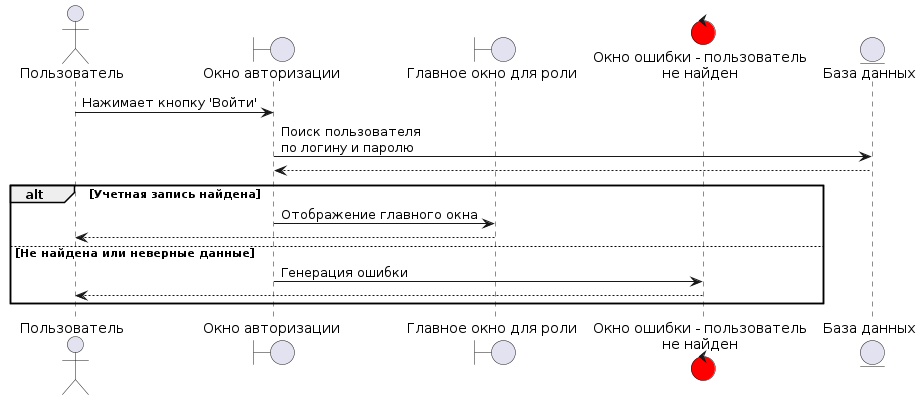 Пользователь
Окно авторизации
Главное окно для роли
Окно ошибки - пользователь
не найден
База данных
Нажимает кнопку 'Войти'
Поиск пользователя
по логину и паролю
alt
[Учетная запись найдена]
Отображение главного окна
[Не найдена или неверные данные]
Генерация ошибки
Пользователь
Окно авторизации
Главное окно для роли
Окно ошибки - пользователь
не найден
База данных